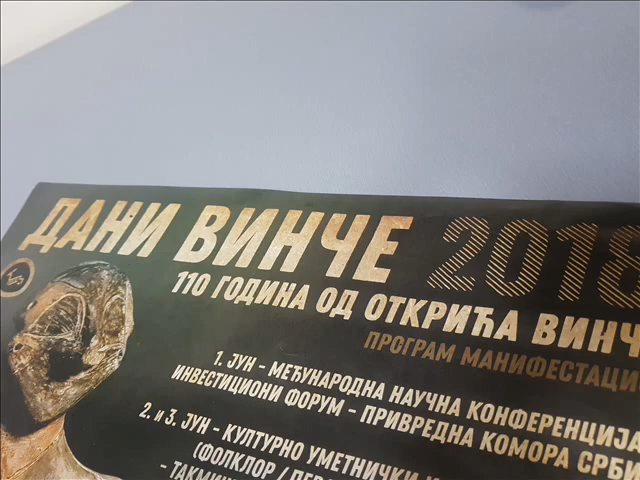 ДАНИ ВИНЧЕ 2018
110 ГОДИНА ОД ОТКРИЋА ВИНЧ
ПРОГРАМ МАНИФЕСТАЦИ
1. ЈУН - МЕЂУНАРОДНА НАУЧНА КОНФЕРЕНЦИЈА
ИНВЕСТИЦИОНИ ФОРУМ - ПРИВРЕДНА КОМОРА СРБИ
2. и 3. ЈУН - КУЛТУРНО УМЕТНИЧКИ
(ФОЛКЛОР /